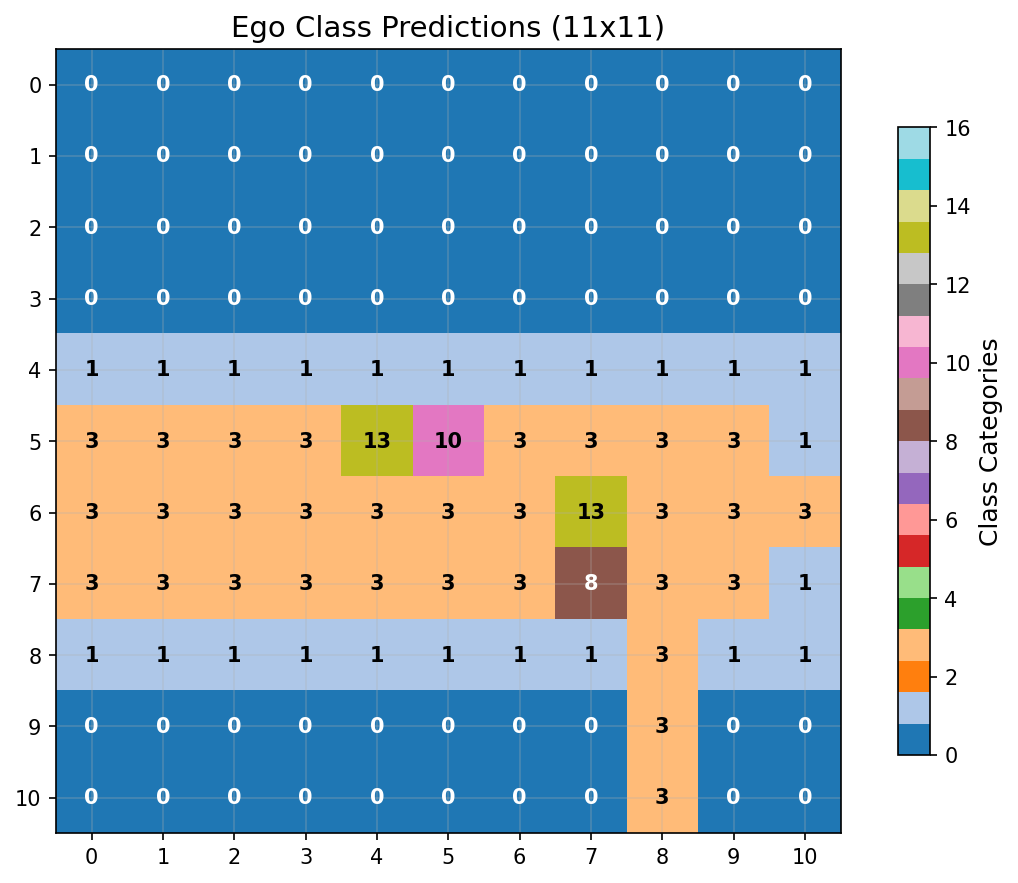 Ego Class Predictions (11x11)
0 0 0 0 0 0 0 0 0 0 0 0
1 0 0 0 0 0 0 0 0 0 0 0
2 0 0 0 0 0 0 0 0 0 0 0
3 0 0 0 0 0 0 0 0 0 0 0
4 1 1 1 1 1 1 1 1 1 1 1
5 3 3 3 3 13 10 3 3 3 3 1
6 3 3 3 3 3 3 3 13 3 3 3
7 3 3 3 3 3 3 3 8 3 3 1
8 1 1 1 1 1 1 1 1 3 1 1
9 0 0 0 0 0 0 0 0 3 0 0
10 0 0 0 0 0 0 0 0 3 0 0
0 1 2 3 4 5 6 7 8 9 10
16
14
12
10
8
6
4
2
0
Class Categories